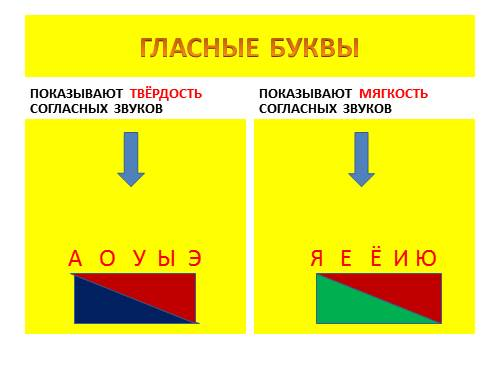 ГЛАСНЫЕ БУКВЫ
ПОКАЗЫВАЮТ ТВЁРДОСТЬ
СОГЛАСНЫХ ЗВУКОВ
А О У Ы Э
ПОКАЗЫВАЮТ МЯГКОСТЬ
СОГЛАСНЫХ ЗВУКОВ
Я Е Ё И Ю